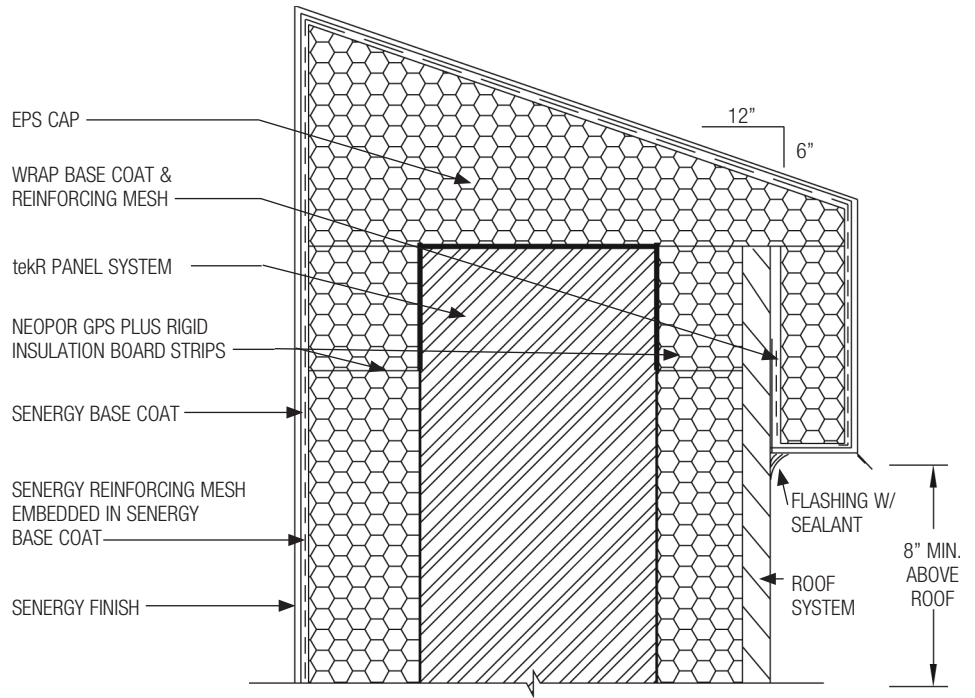 EPS CAP
WRAP BASE COAT &
REINFORCING MESH
tekR PANEL SYSTEM
NEOPOR GPS PLUS RIGID
INSULATION BOARD STRIPS
SENERGY BASE COAT
SENERGY REINFORCING MESH
EMBEDDED IN SENERGY
BASE COAT
SENERGY FINISH
12”
6”
FLASHING W/
SEALANT
ROOF
SYSTEM
8” MIN.
ABOVE
ROOF